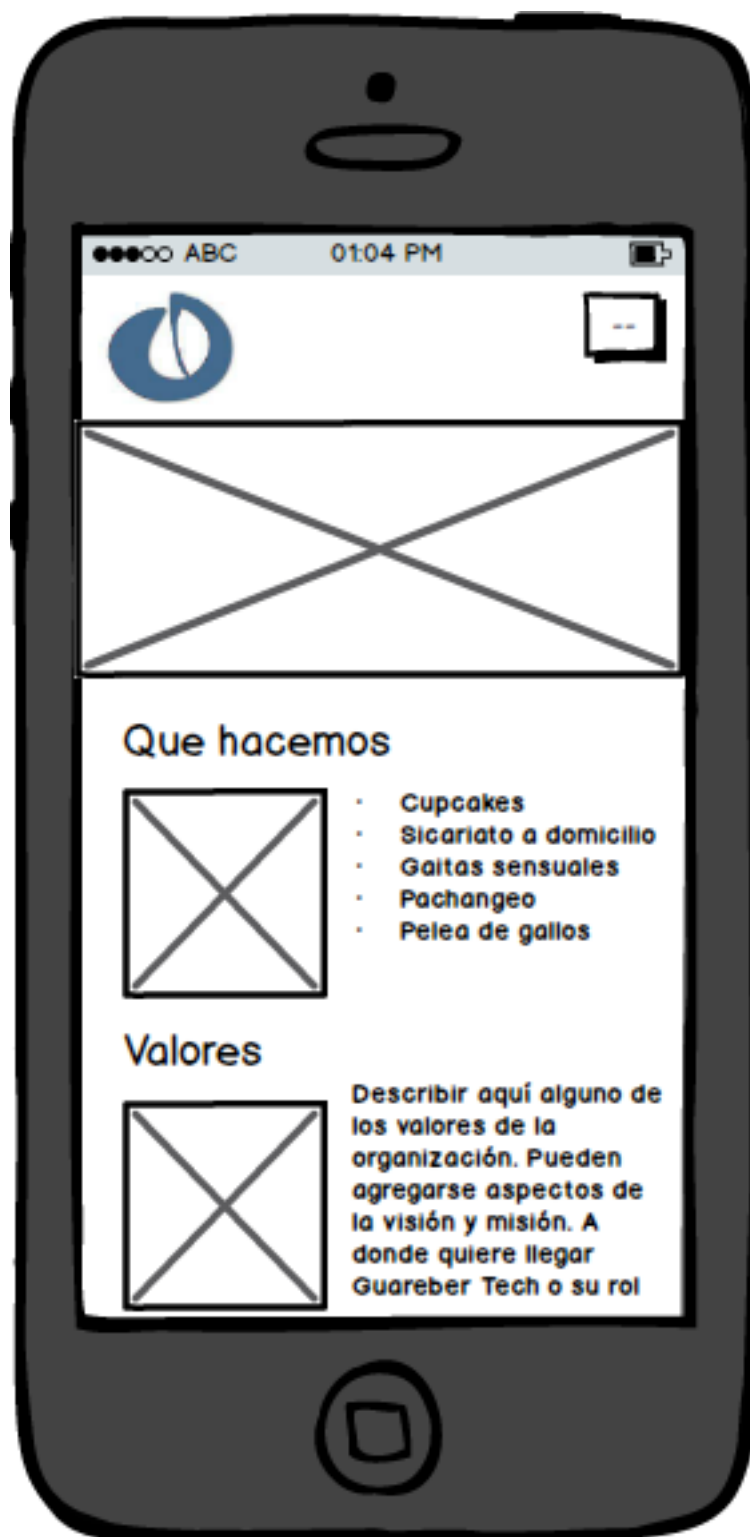 ABC 01:04 PM
--
Que hacemos
· Cupcakes
· Sicariato a domicilio
· Gaitas sensuales
· Pachangeo
· Pelea de gallos
Valores
Describir aquí alguno de
los valores de la
organización. Pueden
agregarse aspectos de
la visión y misión. A
donde quiere llegar
Guareber Tech o su rol